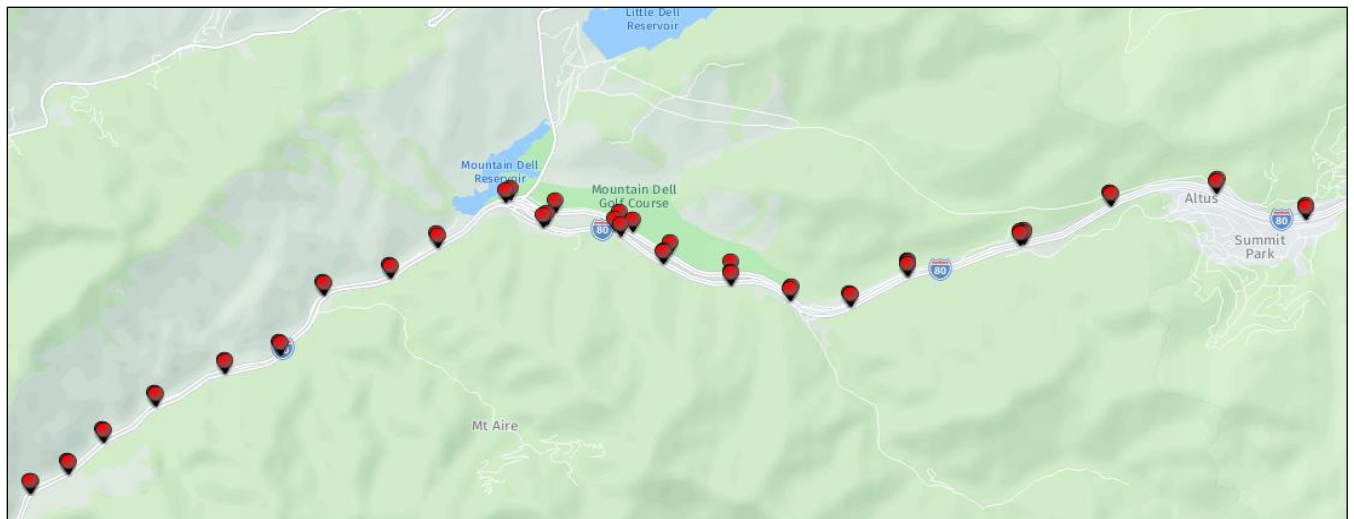 Little Dell
Reservoir
Mountain Dell
Reservoir
Mountain Dell
Golf Course
80
Altus
80
Summit
Park
80
Mt Aire